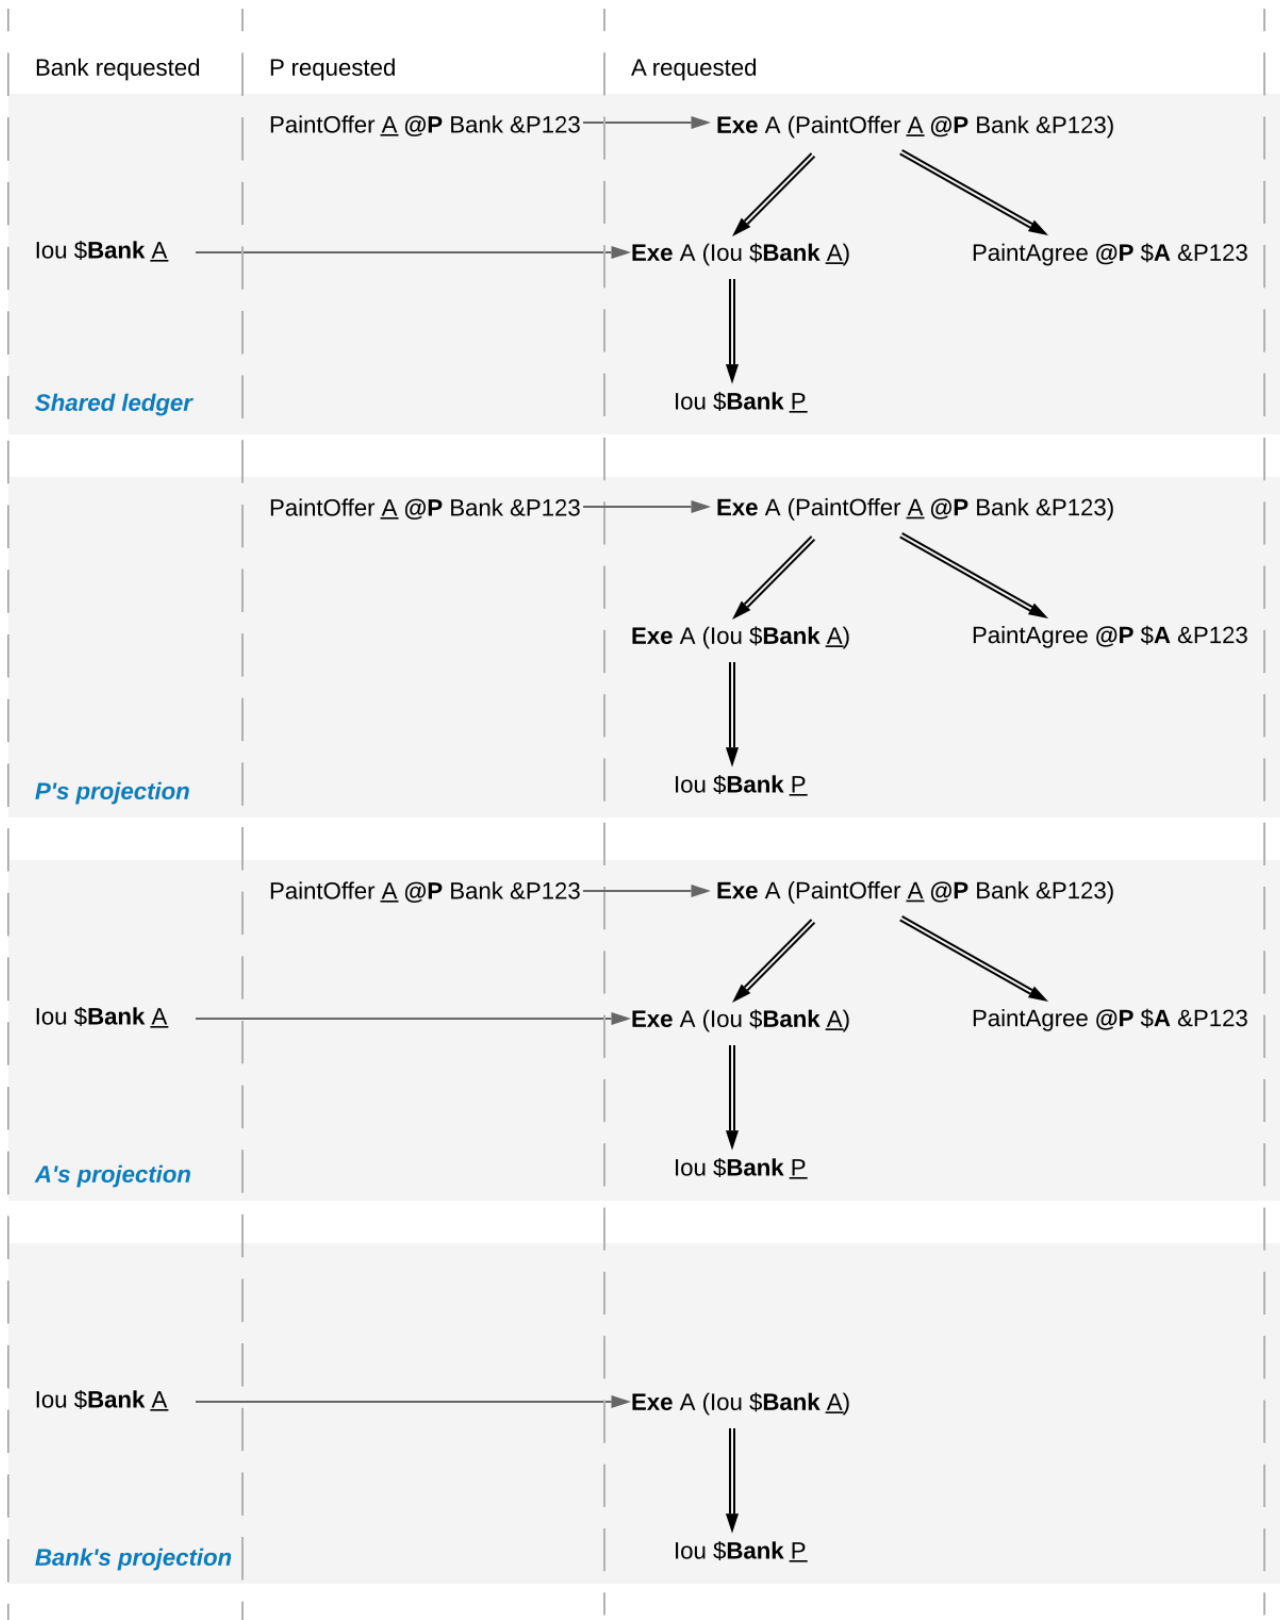 Bank requested
P requested
A requested
PaintOffer A @P Bank &P123
Exe A (PaintOffer A @P Bank &P123)
Iou $Bank A
Exe A (Iou $Bank A)
PaintAgree @P $A &P123
Shared ledger
Iou $Bank P
PaintOffer A @P Bank &P123
Exe A (PaintOffer A @P Bank &P123)
Exe A (Iou $Bank A)
PaintAgree @P $A &P123
P's projection
Iou $Bank P
PaintOffer A @P Bank &P123
Exe A (PaintOffer A @P Bank &P123)
Iou $Bank A
Exe A (Iou $Bank A)
PaintAgree @P $A &P123
A's projection
Iou $Bank P
Iou $Bank A
Exe A (Iou $Bank A)
Bank's projection
Iou $Bank P